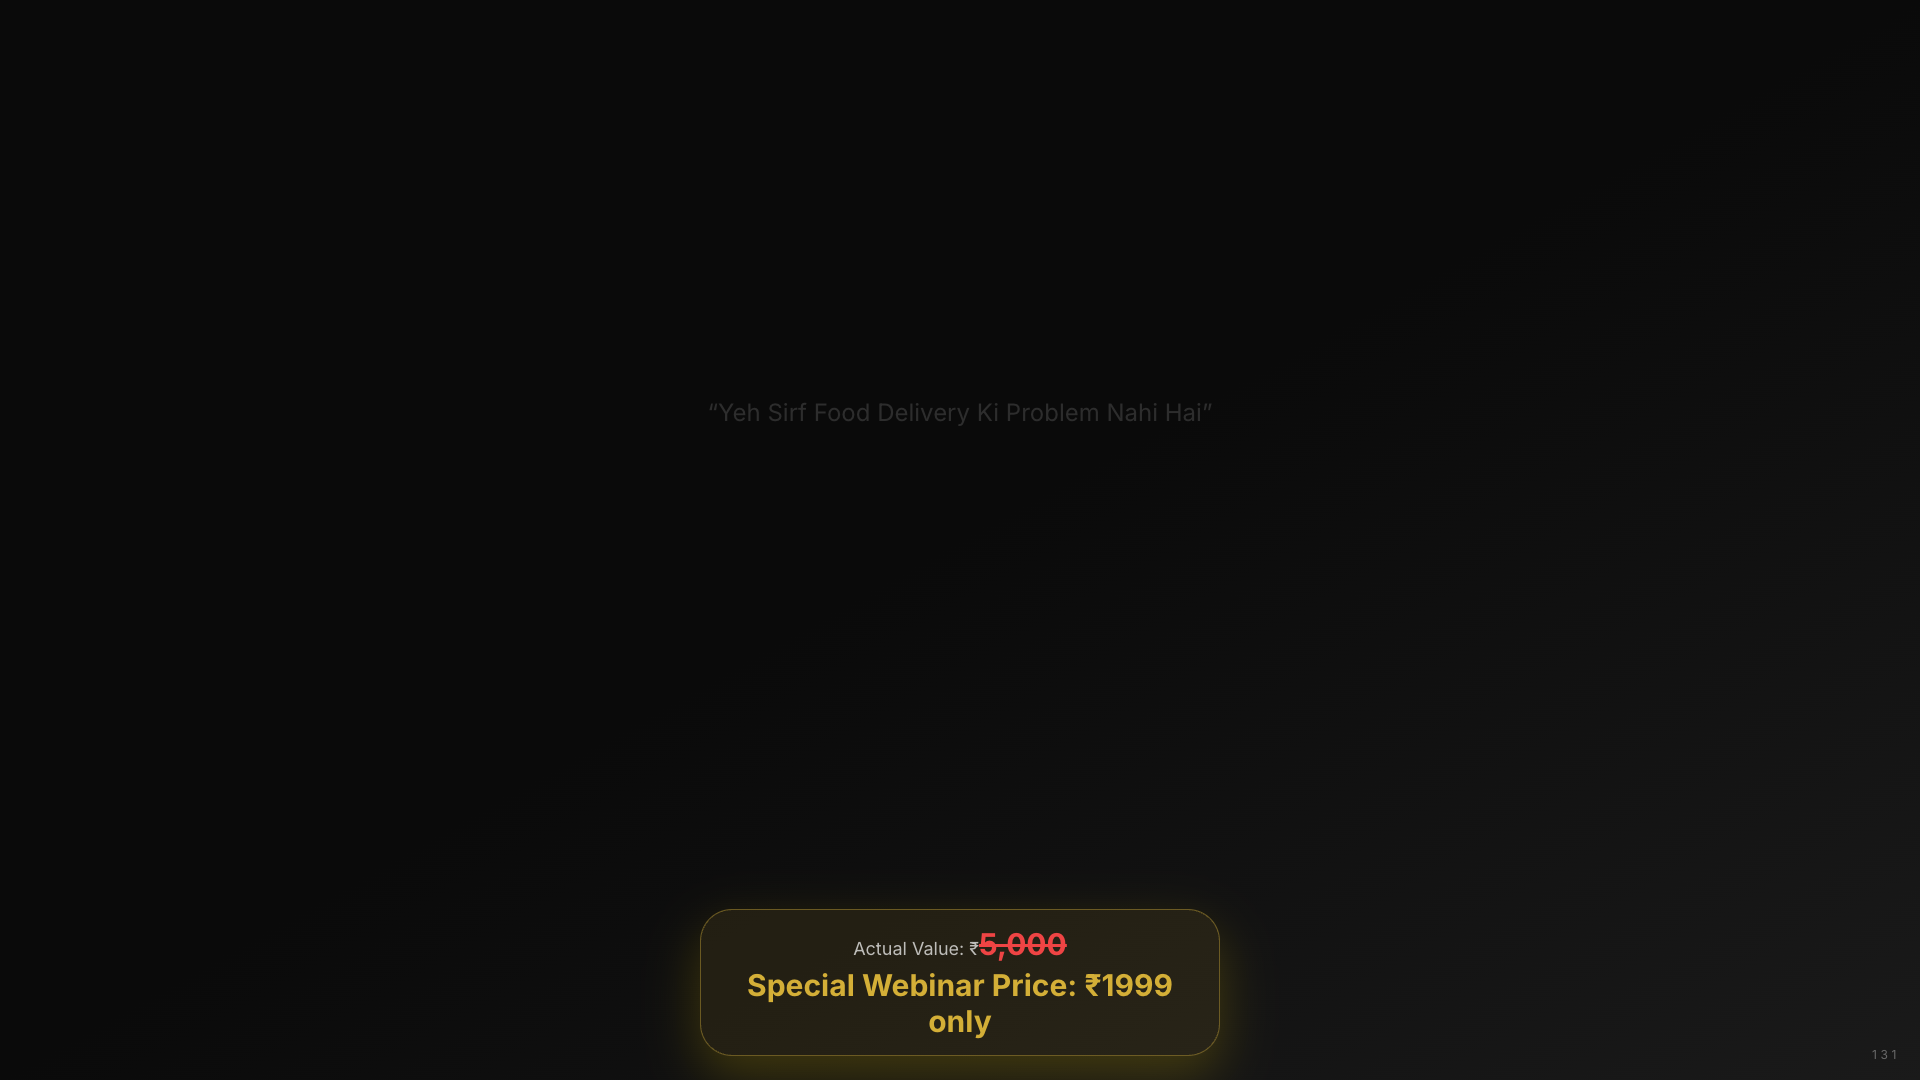 “Yeh Sirf Food Delivery Ki Problem Nahi Hai”
Actual Value: ₹5,000
Special Webinar Price: ₹1999
only
131